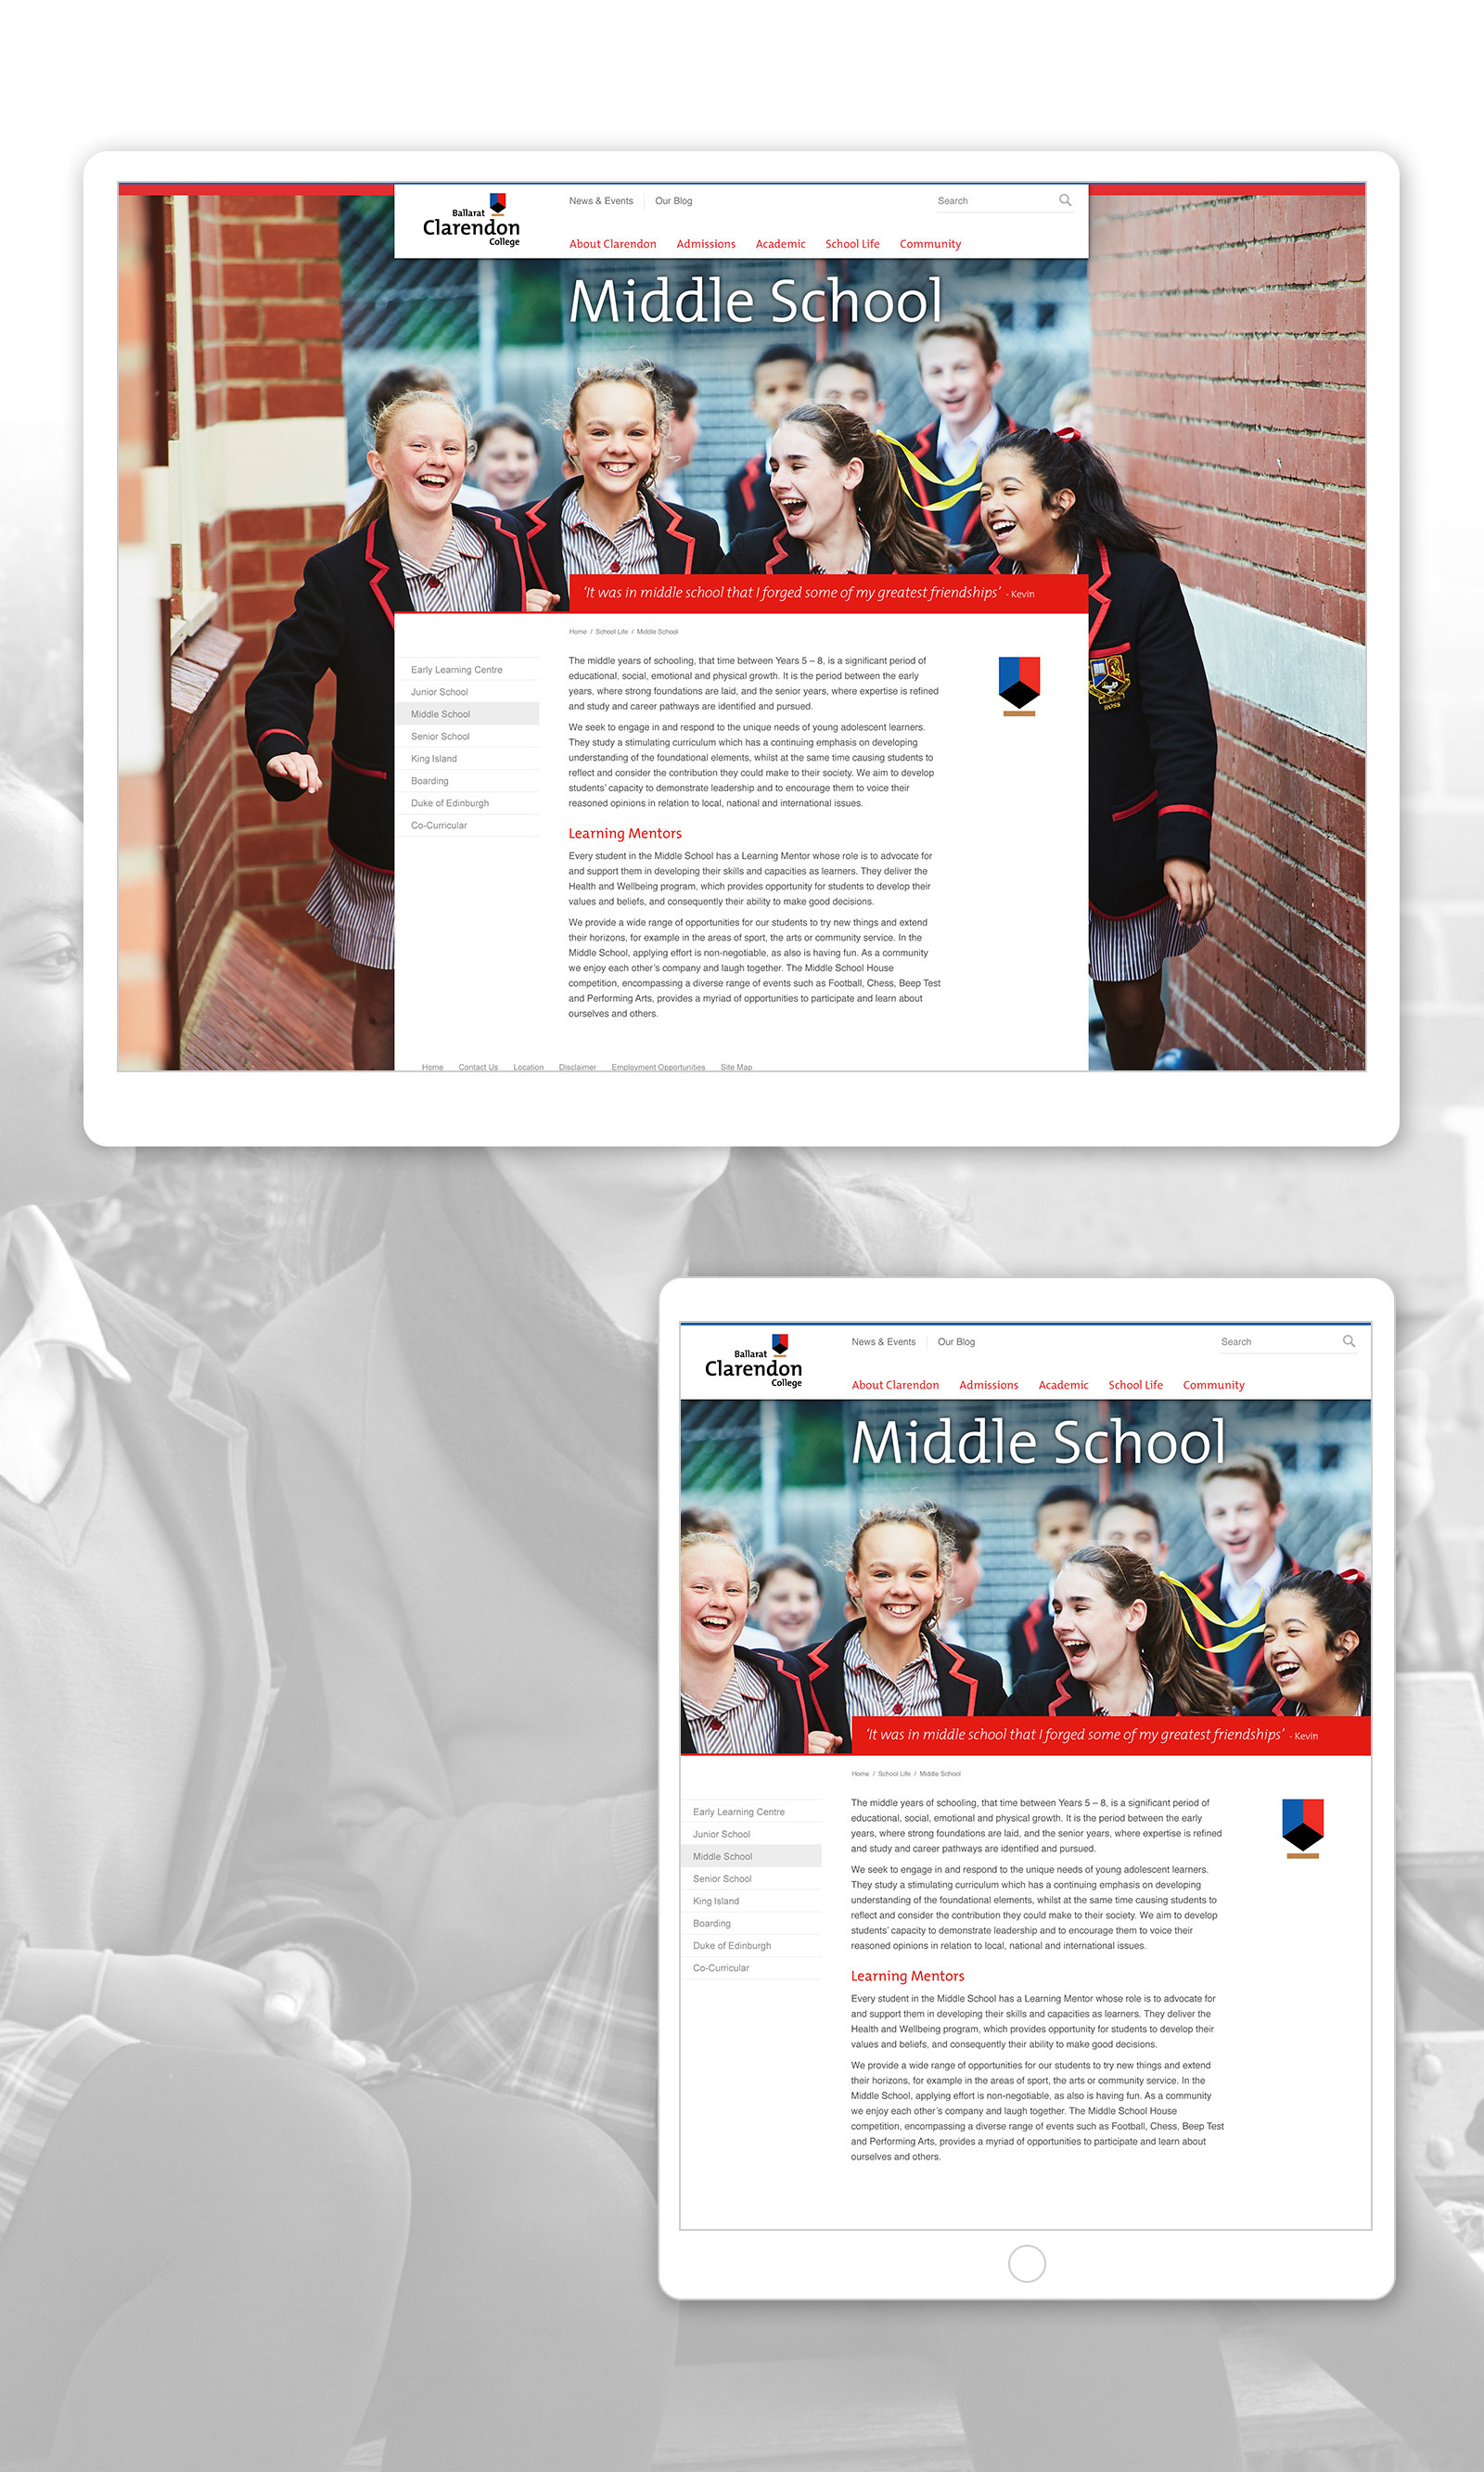 Ballarat
Clarendon
College
News & Events
Our Blog
Search
About Clarendon
Admissions
Academic
School Life
Community
Middle School
‘It was in middle school that I forged some of my greatest friendships’ - Kevin
Home / School Life / Middle School
Early Learning Centre
Junior School
Middle School
Senior School
King Island
Boarding
Duke of Edinburgh
Co-Curricular
The middle years of schooling, that time between Years 5 – 8, is a significant period of
educational, social, emotional and physical growth. It is the period between the early
years, where strong foundations are laid, and the senior years, where expertise is refined
and study and career pathways are identified and pursued.
We seek to engage in and respond to the unique needs of young adolescent learners.
They study a stimulating curriculum which has a continuing emphasis on developing
understanding of the foundational elements, whilst at the same time causing students to
reflect and consider the contribution they could make to their society. We aim to develop
students’ capacity to demonstrate leadership and to encourage them to voice their
reasoned opinions in relation to local, national and international issues.
Learning Mentors
Every student in the Middle School has a Learning Mentor whose role is to advocate for
and support them in developing their skills and capacities as learners. They deliver the
Health and Wellbeing program, which provides opportunity for students to develop their
values and beliefs, and consequently their ability to make good decisions.
We provide a wide range of opportunities for our students to try new things and extend
their horizons, for example in the areas of sport, the arts or community service. In the
Middle School, applying effort is non-negotiable, as also is having fun. As a community
we enjoy each other’s company and laugh together. The Middle School House
competition, encompassing a diverse range of events such as Football, Chess, Beep Test
and Performing Arts, provides a myriad of opportunities to participate and learn about
ourselves and others.
Home
Contact Us
Location
Disclaimer
Employment Opportunities
Site Map
Ballarat
Clarendon
College
News & Events
Our Blog
Search
About Clarendon
Admissions
Academic
School Life
Community
Middle School
‘It was in middle school that I forged some of my greatest friendships’ - Kevin
Home / School Life / Middle School
Early Learning Centre
Junior School
Middle School
Senior School
King Island
Boarding
Duke of Edinburgh
Co-Curricular
The middle years of schooling, that time between Years 5 – 8, is a significant period of
educational, social, emotional and physical growth. It is the period between the early
years, where strong foundations are laid, and the senior years, where expertise is refined
and study and career pathways are identified and pursued.
We seek to engage in and respond to the unique needs of young adolescent learners.
They study a stimulating curriculum which has a continuing emphasis on developing
understanding of the foundational elements, whilst at the same time causing students to
reflect and consider the contribution they could make to their society. We aim to develop
students’ capacity to demonstrate leadership and to encourage them to voice their
reasoned opinions in relation to local, national and international issues.
Learning Mentors
Every student in the Middle School has a Learning Mentor whose role is to advocate for
and support them in developing their skills and capacities as learners. They deliver the
Health and Wellbeing program, which provides opportunity for students to develop their
values and beliefs, and consequently their ability to make good decisions.
We provide a wide range of opportunities for our students to try new things and extend
their horizons, for example in the areas of sport, the arts or community service. In the
Middle School, applying effort is non-negotiable, as also is having fun. As a community
we enjoy each other’s company and laugh together. The Middle School House
competition, encompassing a diverse range of events such as Football, Chess, Beep Test
and Performing Arts, provides a myriad of opportunities to participate and learn about
ourselves and others.